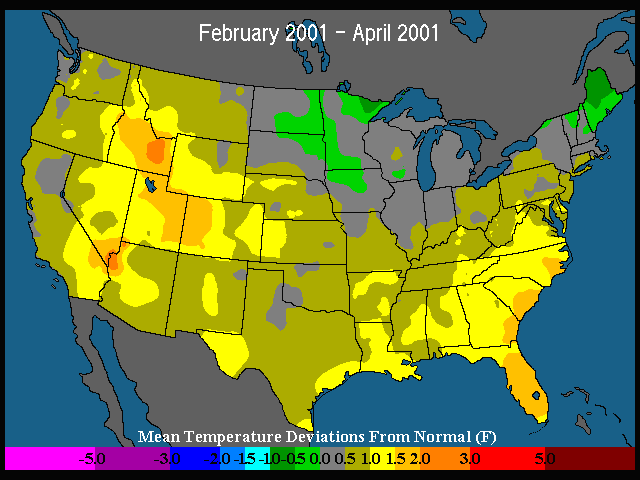 February 2001 - April 2001
Mean Temperature Deviations From Normal (F)
-5.0 -3.0 -2.0 -1.5 -1.0 -0.5 0.0 0.5 1.0 1.5 2.0 3.0 5.0